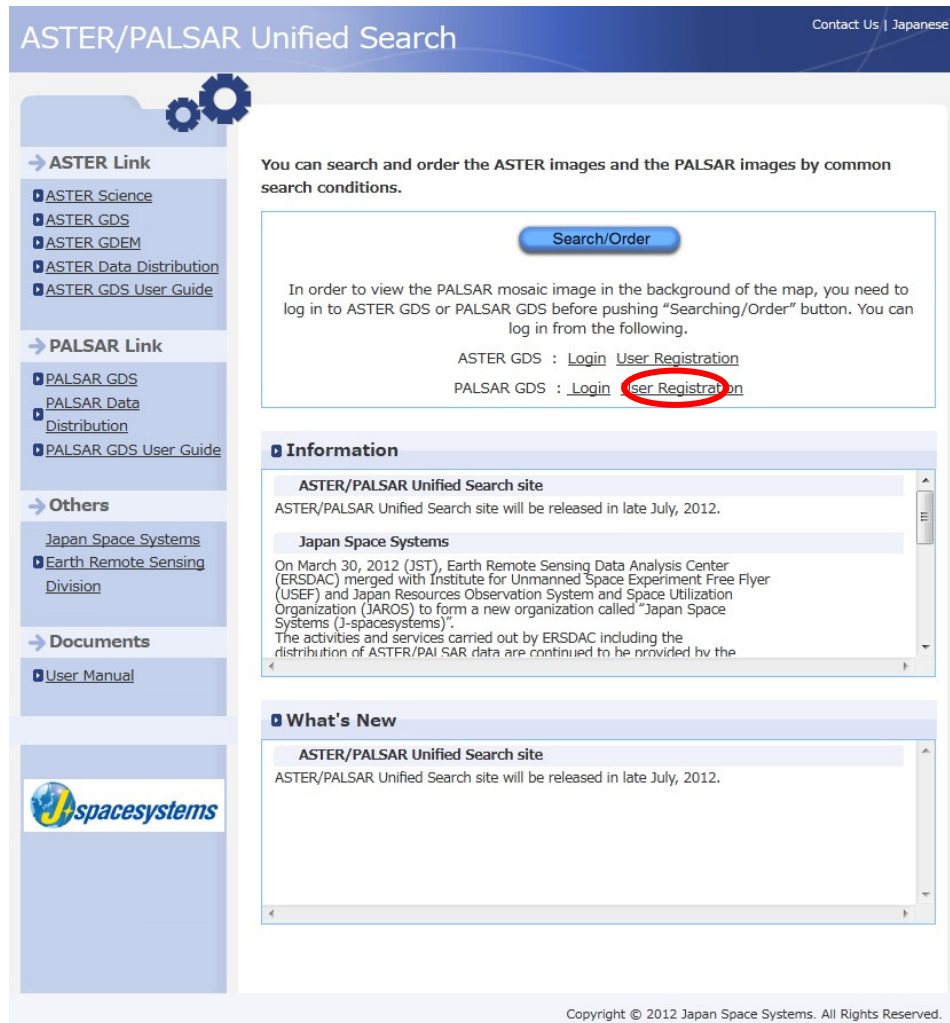 ASTER/PALSAR Unified Search
Contact Us | Japanese
ASTER Link
ASTER Science
ASTER GDS
ASTER GDEM
ASTER Data Distribution
ASTER GDS User Guide
PALSAR Link
PALSAR GDS
PALSAR Data
Distribution
PALSAR GDS User Guide
Others
Japan Space Systems
Earth Remote Sensing
Division
Documents
User Manual
J-spacesystems
You can search and order the ASTER images and the PALSAR images by common
search conditions.
Search/Order
In order to view the PALSAR mosaic image in the background of the map, you need to
log in to ASTER GDS or PALSAR GDS before pushing “Searching/Order” button. You can
log in from the following.
ASTER GDS : Login User Registration
PALSAR GDS : Login User Registration
Information
ASTER/PALSAR Unified Search site
ASTER/PALSAR Unified Search site will be released in late July, 2012.
Japan Space Systems
On March 30, 2012 (JST), Earth Remote Sensing Data Analysis Center
(ERSDAC) merged with Institute for Unmanned Space Experiment Free Flyer
(USEF) and Japan Resources Observation System and Space Utilization
Organization (JAROS) to form a new organization called "Japan Space
Systems (J-spacesystems)".
The activities and services carried out by ERSDAC including the
distribution of ASTER/PALSAR data are continued to be provided by the
What's New
ASTER/PALSAR Unified Search site
ASTER/PALSAR Unified Search site will be released in late July, 2012.
Copyright © 2012 Japan Space Systems. All Rights Reserved.